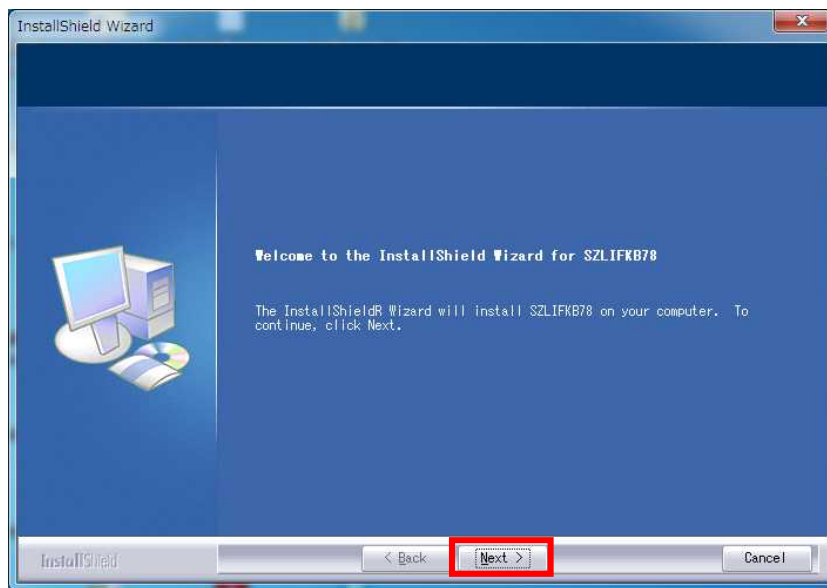 InstallShield Wizard
Welcome to the InstallShield Wizard for SZLIFKB78
The InstallShieldR Wizard will install SZLIFKB78 on your computer. To
continue, click Next.
InstallShield
< Back
Next >
Cancel